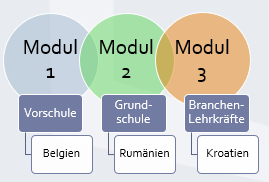 Modul Modul Modul
1 2 3
Vorschule Grund- Branchen-
schule Lehrkräfte
Belgien Rumänien Kroatien